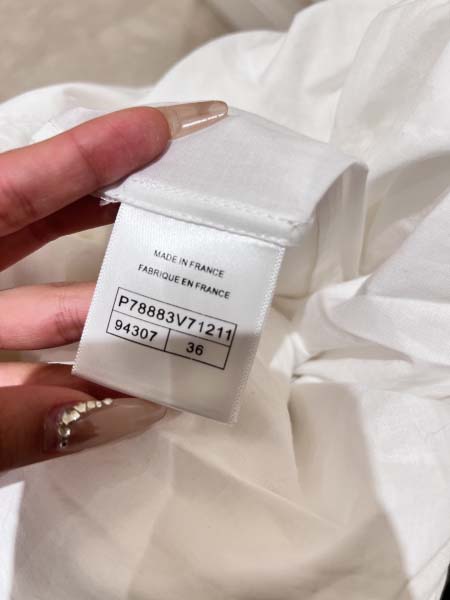 MADE IN FRANCE
FABRIQUE EN FRANCE
P78883V71211
94307 36